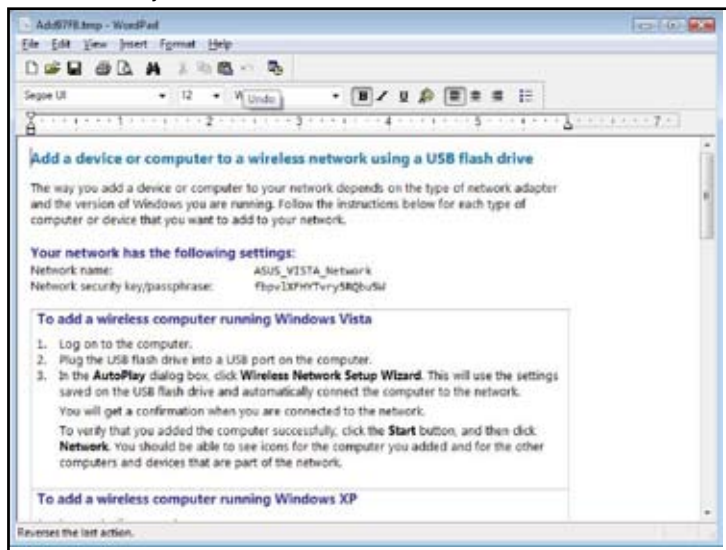 Add97F8.tmp - WordPad
File Edit View Insert Format Help
Segoe UI 12 Undo B U
1 2 3 4 5 7
Add a device or computer to a wireless network using a USB flash drive
The way you add a device or computer to your network depends on the type of network adapter
and the version of Windows you are running. Follow the instructions below for each type of
computer or device that you want to add to your network.
Your network has the following settings:
Network name: ASUS_VISTA_Network
Network security key/passphrase:
To add a wireless computer running Windows Vista
1. Log on to the computer.
2. Plug the USB flash drive into a USB port on the computer.
3. In the AutoPlay dialog box, click Wireless Network Setup Wizard. This will use the settings
saved on the USB flash drive and automatically connect the computer to the network.
You will get a confirmation when you are connected to the network.
To verify that you added the computer successfully, click the Start button, and then click
Network. You should be able to see icons for the computer you added and for the other
computers and devices that are part of the network.
To add a wireless computer running Windows XP
Reverses the last action.